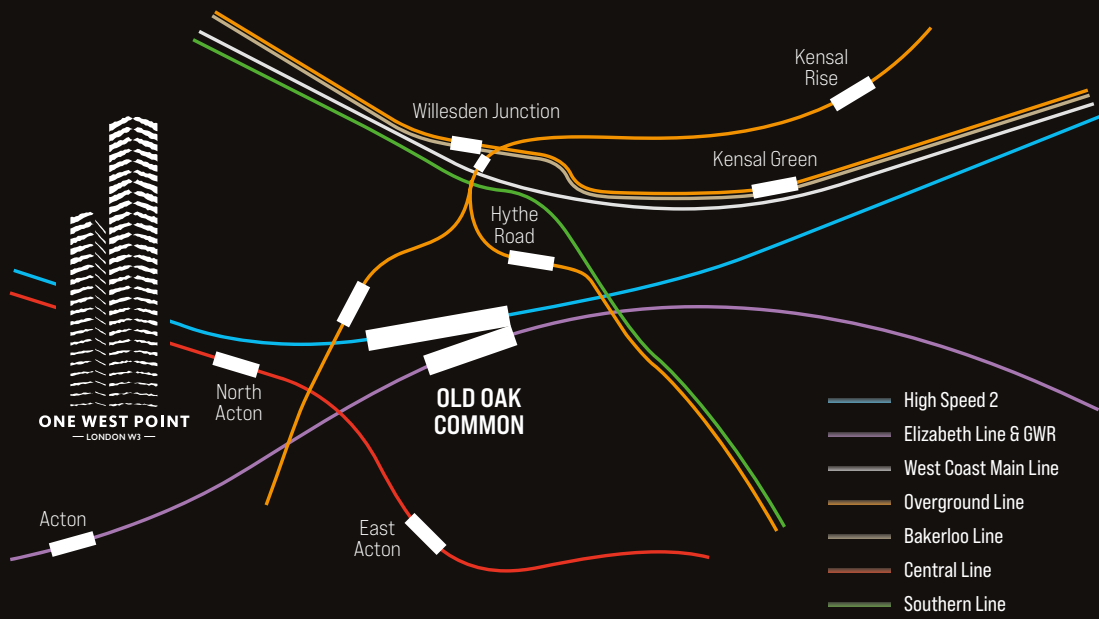 Kensal
Rise
Willesden Junction
Kensal Green
Hythe
Road
North
Acton
ONE WEST POINT
LONDON W3
OLD OAK
COMMON
Acton
East
Acton
High Speed 2
Elizabeth Line & GWR
West Coast Main Line
Overground Line
Bakerloo Line
Central Line
Southern Line